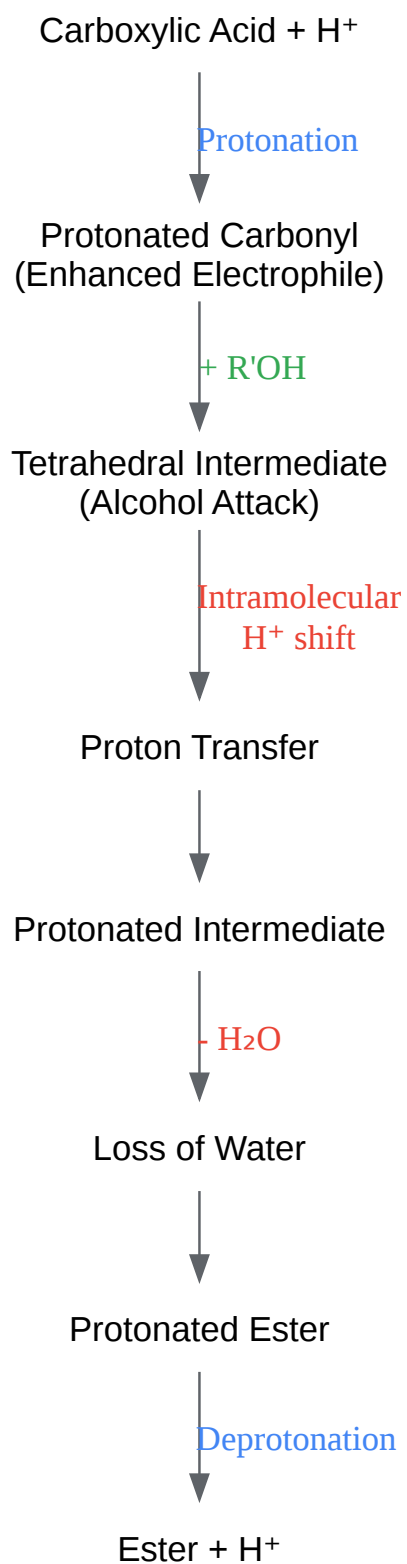 Carboxylic Acid + H⁺
Protonation
Protonated Carbonyl
(Enhanced Electrophile)
+ R'OH
Tetrahedral Intermediate
(Alcohol Attack)
Intramolecular
H⁺ shift
Proton Transfer
Protonated Intermediate
- H₂O
Loss of Water
Protonated Ester
Deprotonation
Ester + H⁺